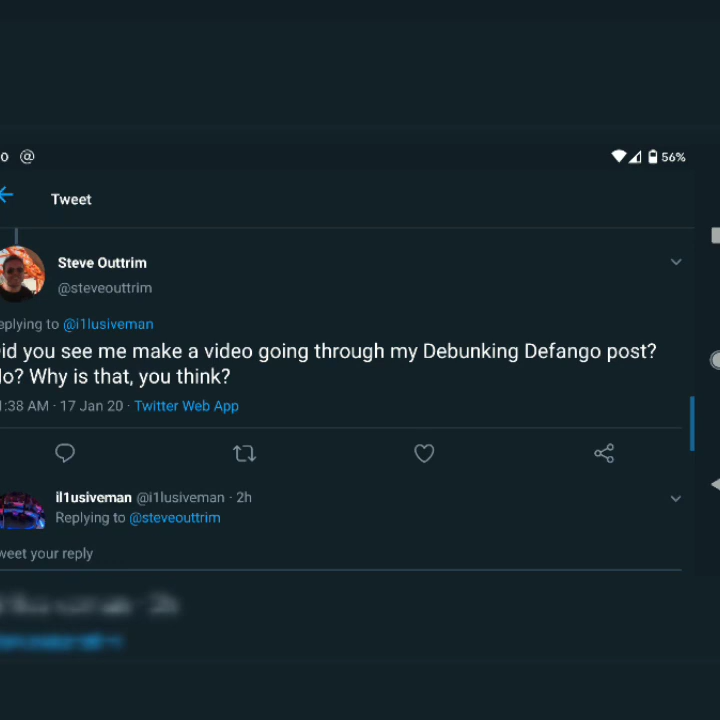 56%
Tweet
Steve Outtrim
@steveouttrim
eplying to @i1lusiveman
id you see me make a video going through my Debunking Defango post?
o? Why is that, you think?
:38 AM · 17 Jan 20 · Twitter Web App
il1usiveman @i1lusiveman · 2h
Replying to @steveouttrim
weet your reply